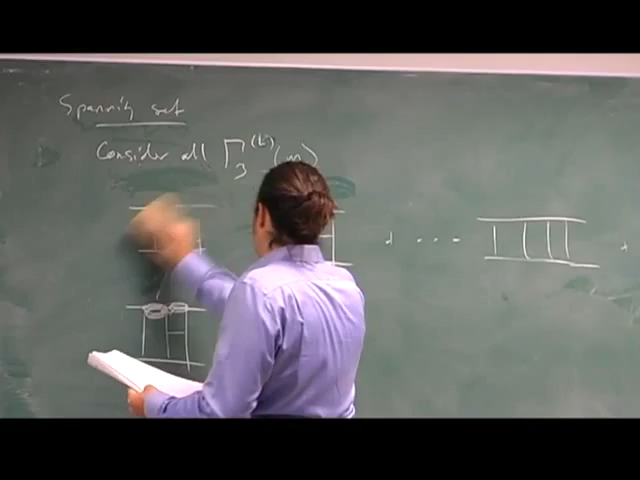 Spanning set
Consider all Γ₃⁽ᴸ⁾(n)